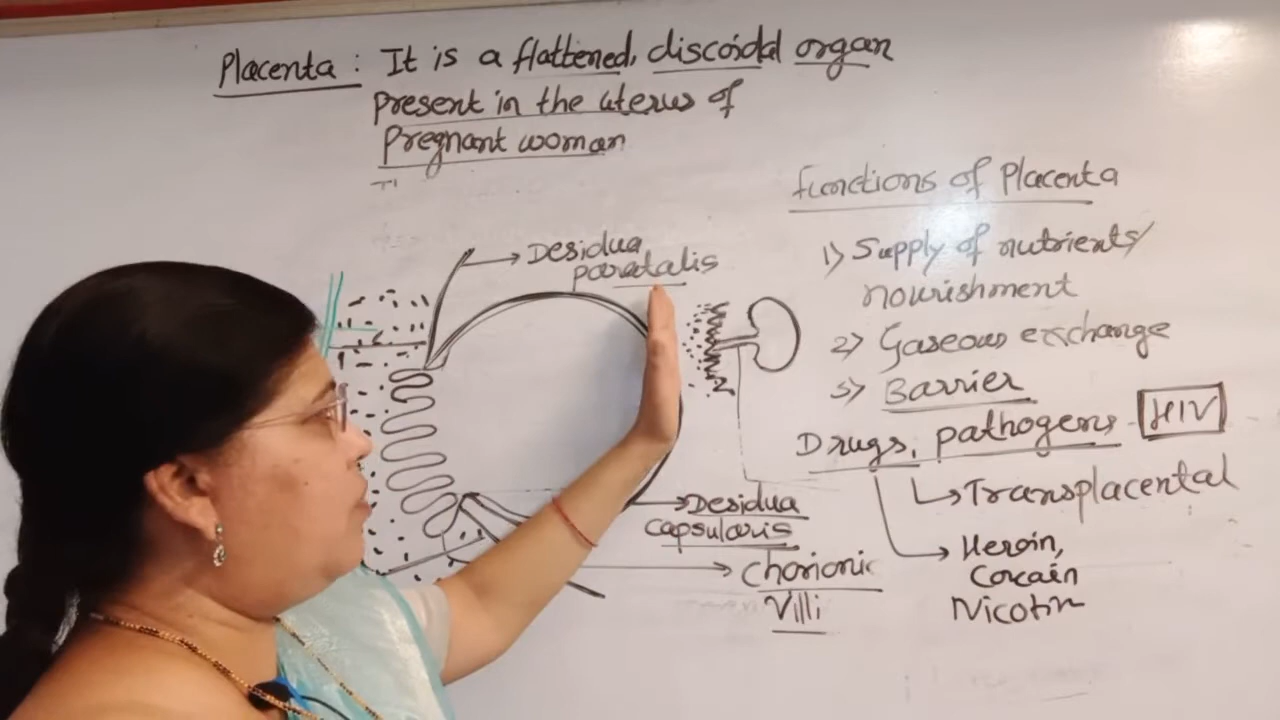 Placenta : It is a flattened, discoidal organ
present in the uterus of
pregnant woman
functions of Placenta
1) Supply of nutrients/
nourishment
2) Gaseous exchange
3) Barrier
Drugs, pathogens - HIV
→ Transplacental
→ Heroin,
Cocain
Nicotin
→ Desidua
paraetalis
→ Desidua
capsularis
→ Chorionic
Villi